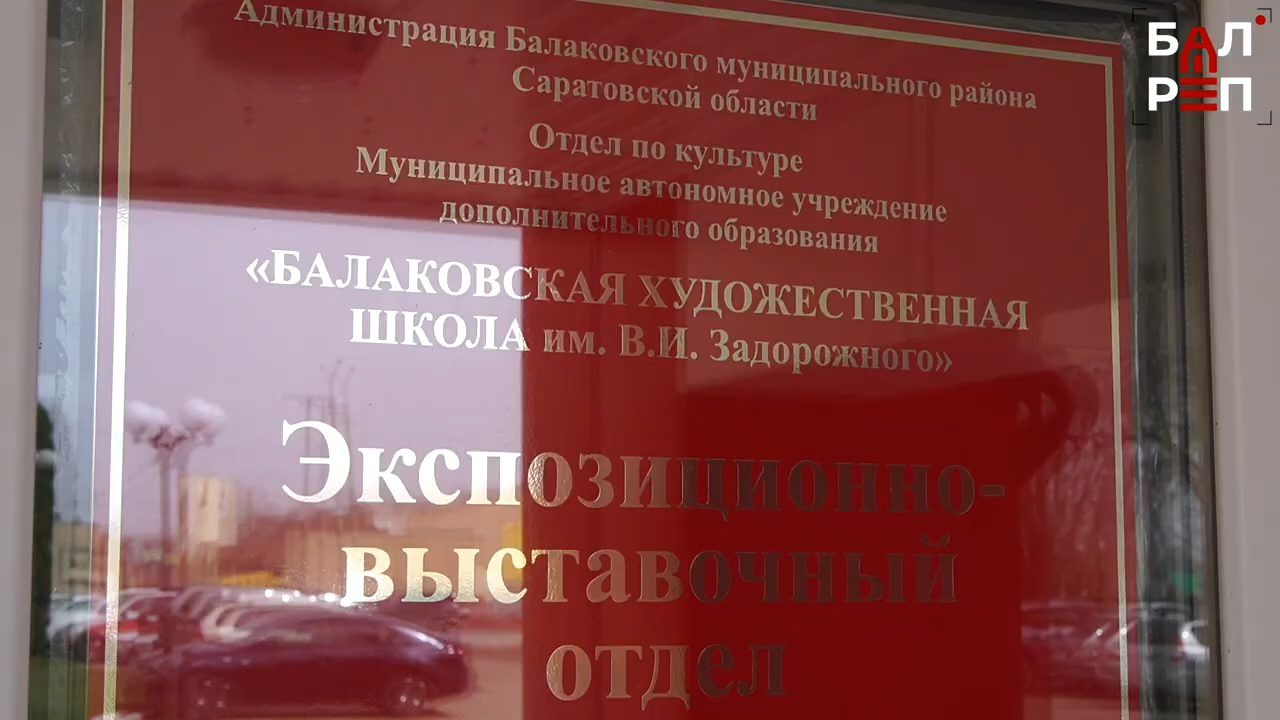 Администрация Балаковского муниципального района
Саратовской области
Отдел по культуре
Муниципальное автономное учреждение
дополнительного образования
«БАЛАКОВСКАЯ ХУДОЖЕСТВЕННАЯ
ШКОЛА им. В.И. Задорожного»
Экспозиционно-
выставочный
отдел
БАЛ
РЕП